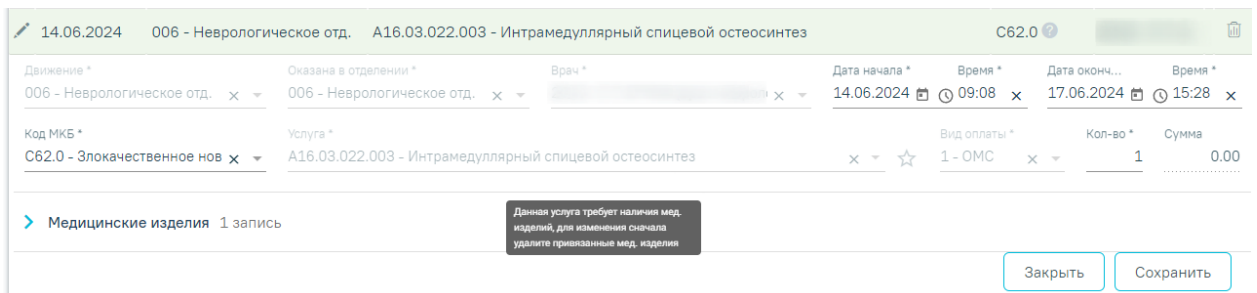 14.06.2024 006 - Неврологическое отд. А16.03.022.003 - Интрамедуллярный спицевой остеосинтез С62.0
Движение * Оказана в отделении * Врач * Дата начала * Время * Дата оконч... Время *
006 - Неврологическое отд. 006 - Неврологическое отд. 14.06.2024 09:08 17.06.2024 15:28
Код МКБ * Услуга * Вид оплаты * Кол-во * Сумма
С62.0 - Злокачественное нов А16.03.022.003 - Интрамедуллярный спицевой остеосинтез 1 - ОМС 1 0.00
Медицинские изделия 1 запись
Данная услуга требует наличия мед.
изделий, для изменения сначала
удалите привязанные мед. изделия
Закрыть Сохранить